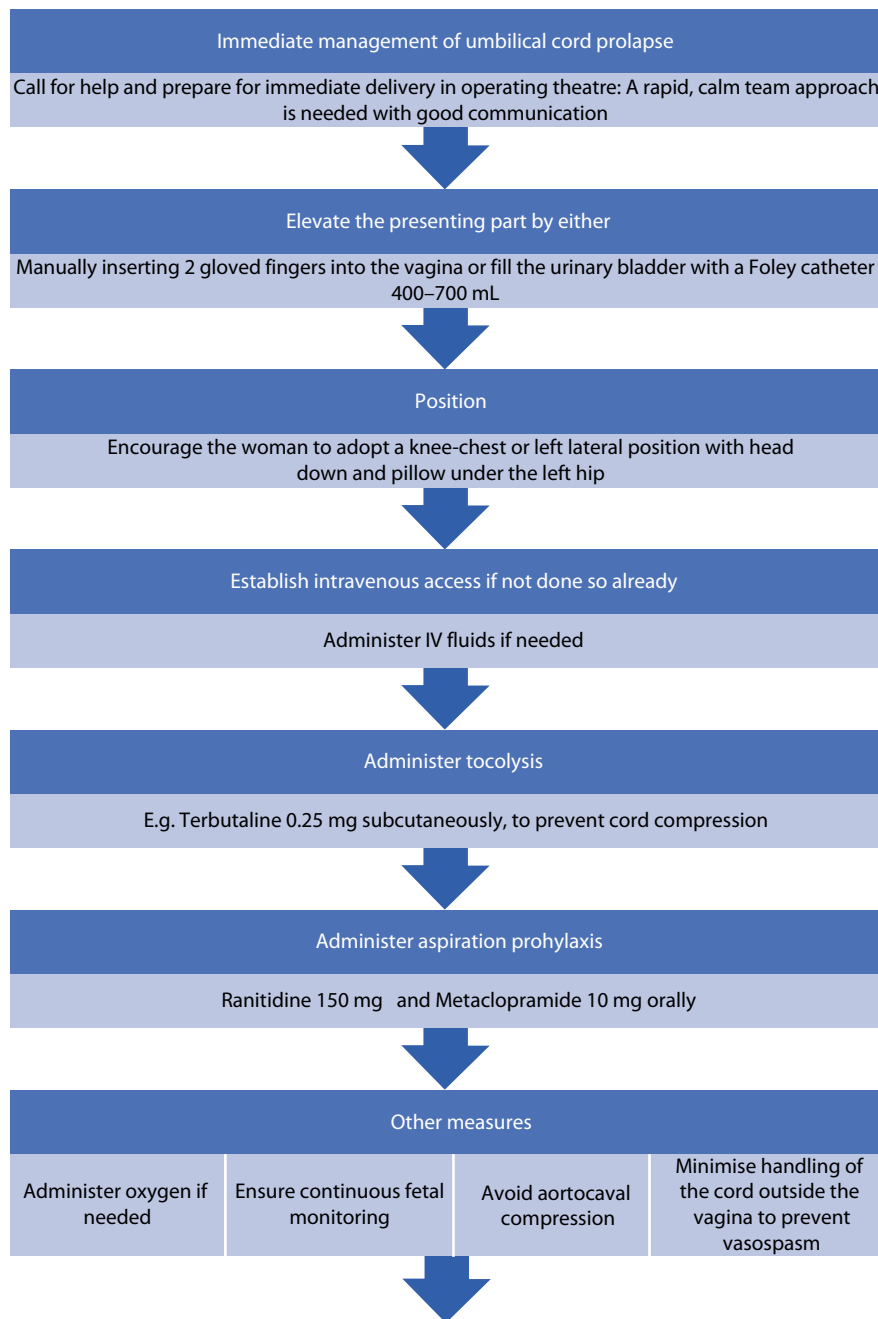 Immediate management of umbilical cord prolapse
Call for help and prepare for immediate delivery in operating theatre: A rapid, calm team approach
is needed with good communication
Elevate the presenting part by either
Manually inserting 2 gloved fingers into the vagina or fill the urinary bladder with a Foley catheter
400–700 mL
Position
Encourage the woman to adopt a knee-chest or left lateral position with head
down and pillow under the left hip
Establish intravenous access if not done so already
Administer IV fluids if needed
Administer tocolysis
E.g. Terbutaline 0.25 mg subcutaneously, to prevent cord compression
Administer aspiration prohylaxis
Ranitidine 150 mg and Metaclopramide 10 mg orally
Other measures
Administer oxygen if
needed
Ensure continuous fetal
monitoring
Avoid aortocaval
compression
Minimise handling of
the cord outside the
vagina to prevent
vasospasm